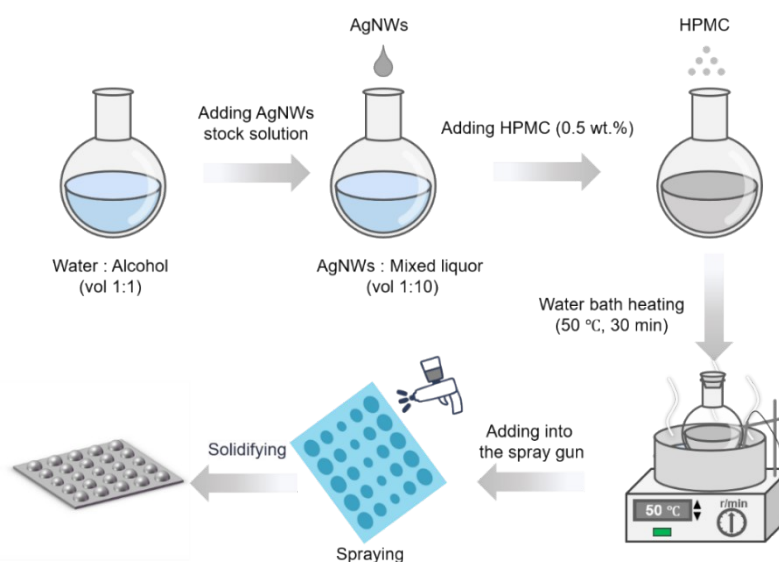 AgNWs
HPMC
Adding AgNWs
stock solution
Adding HPMC (0.5 wt.%)
Water : Alcohol
(vol 1:1)
AgNWs : Mixed liquor
(vol 1:10)
Water bath heating
(50 ℃, 30 min)
50 ℃
r/min
Adding into
the spray gun
Spraying
Solidifying